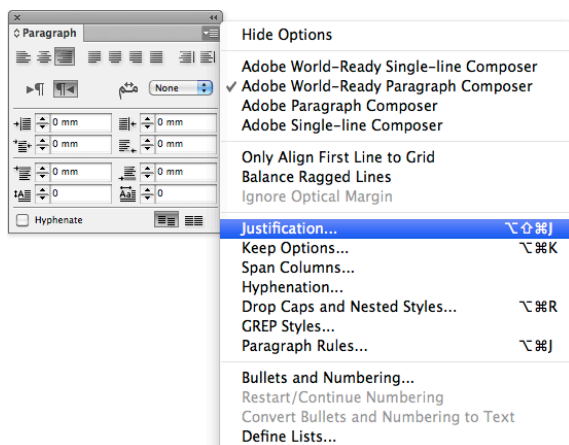 Paragraph
None
0 mm
0 mm
0 mm
0 mm
0 mm
0 mm
0
0
Hyphenate
Hide Options
Adobe World-Ready Single-line Composer
✓ Adobe World-Ready Paragraph Composer
Adobe Paragraph Composer
Adobe Single-line Composer
Only Align First Line to Grid
Balance Ragged Lines
Ignore Optical Margin
Justification... ⌥⇧⌘J
Keep Options... ⌥⌘K
Span Columns...
Hyphenation...
Drop Caps and Nested Styles... ⌥⌘R
GREP Styles...
Paragraph Rules... ⌥⌘J
Bullets and Numbering...
Restart/Continue Numbering
Convert Bullets and Numbering to Text
Define Lists...